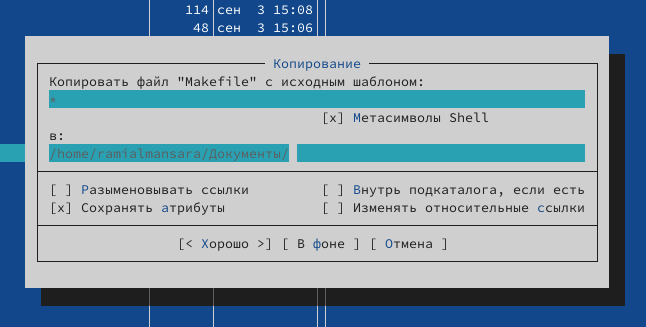 114 сен 3 15:08
48 сен 3 15:06
Копирование
Копировать файл "Makefile" с исходным шаблоном:
*
[x] Метасимволы Shell
в:
/home/ramialmansara/Документы/
[ ] Разыменовывать ссылки [ ] Внутрь подкаталога, если есть
[x] Сохранять атрибуты [ ] Изменять относительные ссылки
[< Хорошо >] [ В фоне ] [ Отмена ]